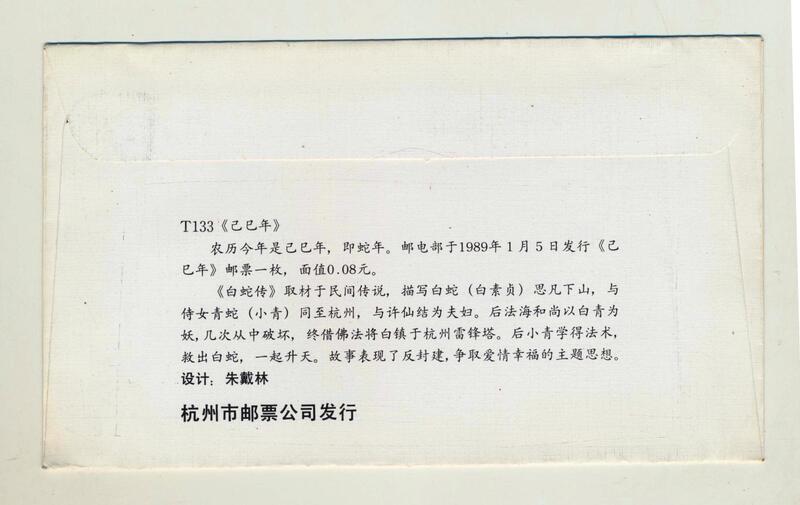 T133《己巳年》
农历今年是己巳年，即蛇年。邮电部于1989年1月5日发行《己
巳年》邮票一枚，面值0.08元。
《白蛇传》取材于民间传说，描写白蛇（白素贞）思凡下山，与
侍女青蛇（小青）同至杭州，与许仙结为夫妇。后法海和尚以白青为
妖,几次从中破坏，终借佛法将白镇于杭州雷锋塔。后小青学得法术，
救出白蛇，一起升天。故事表现了反封建,争取爱情幸福的主题思想。
设计：朱戴林
杭州市邮票公司发行